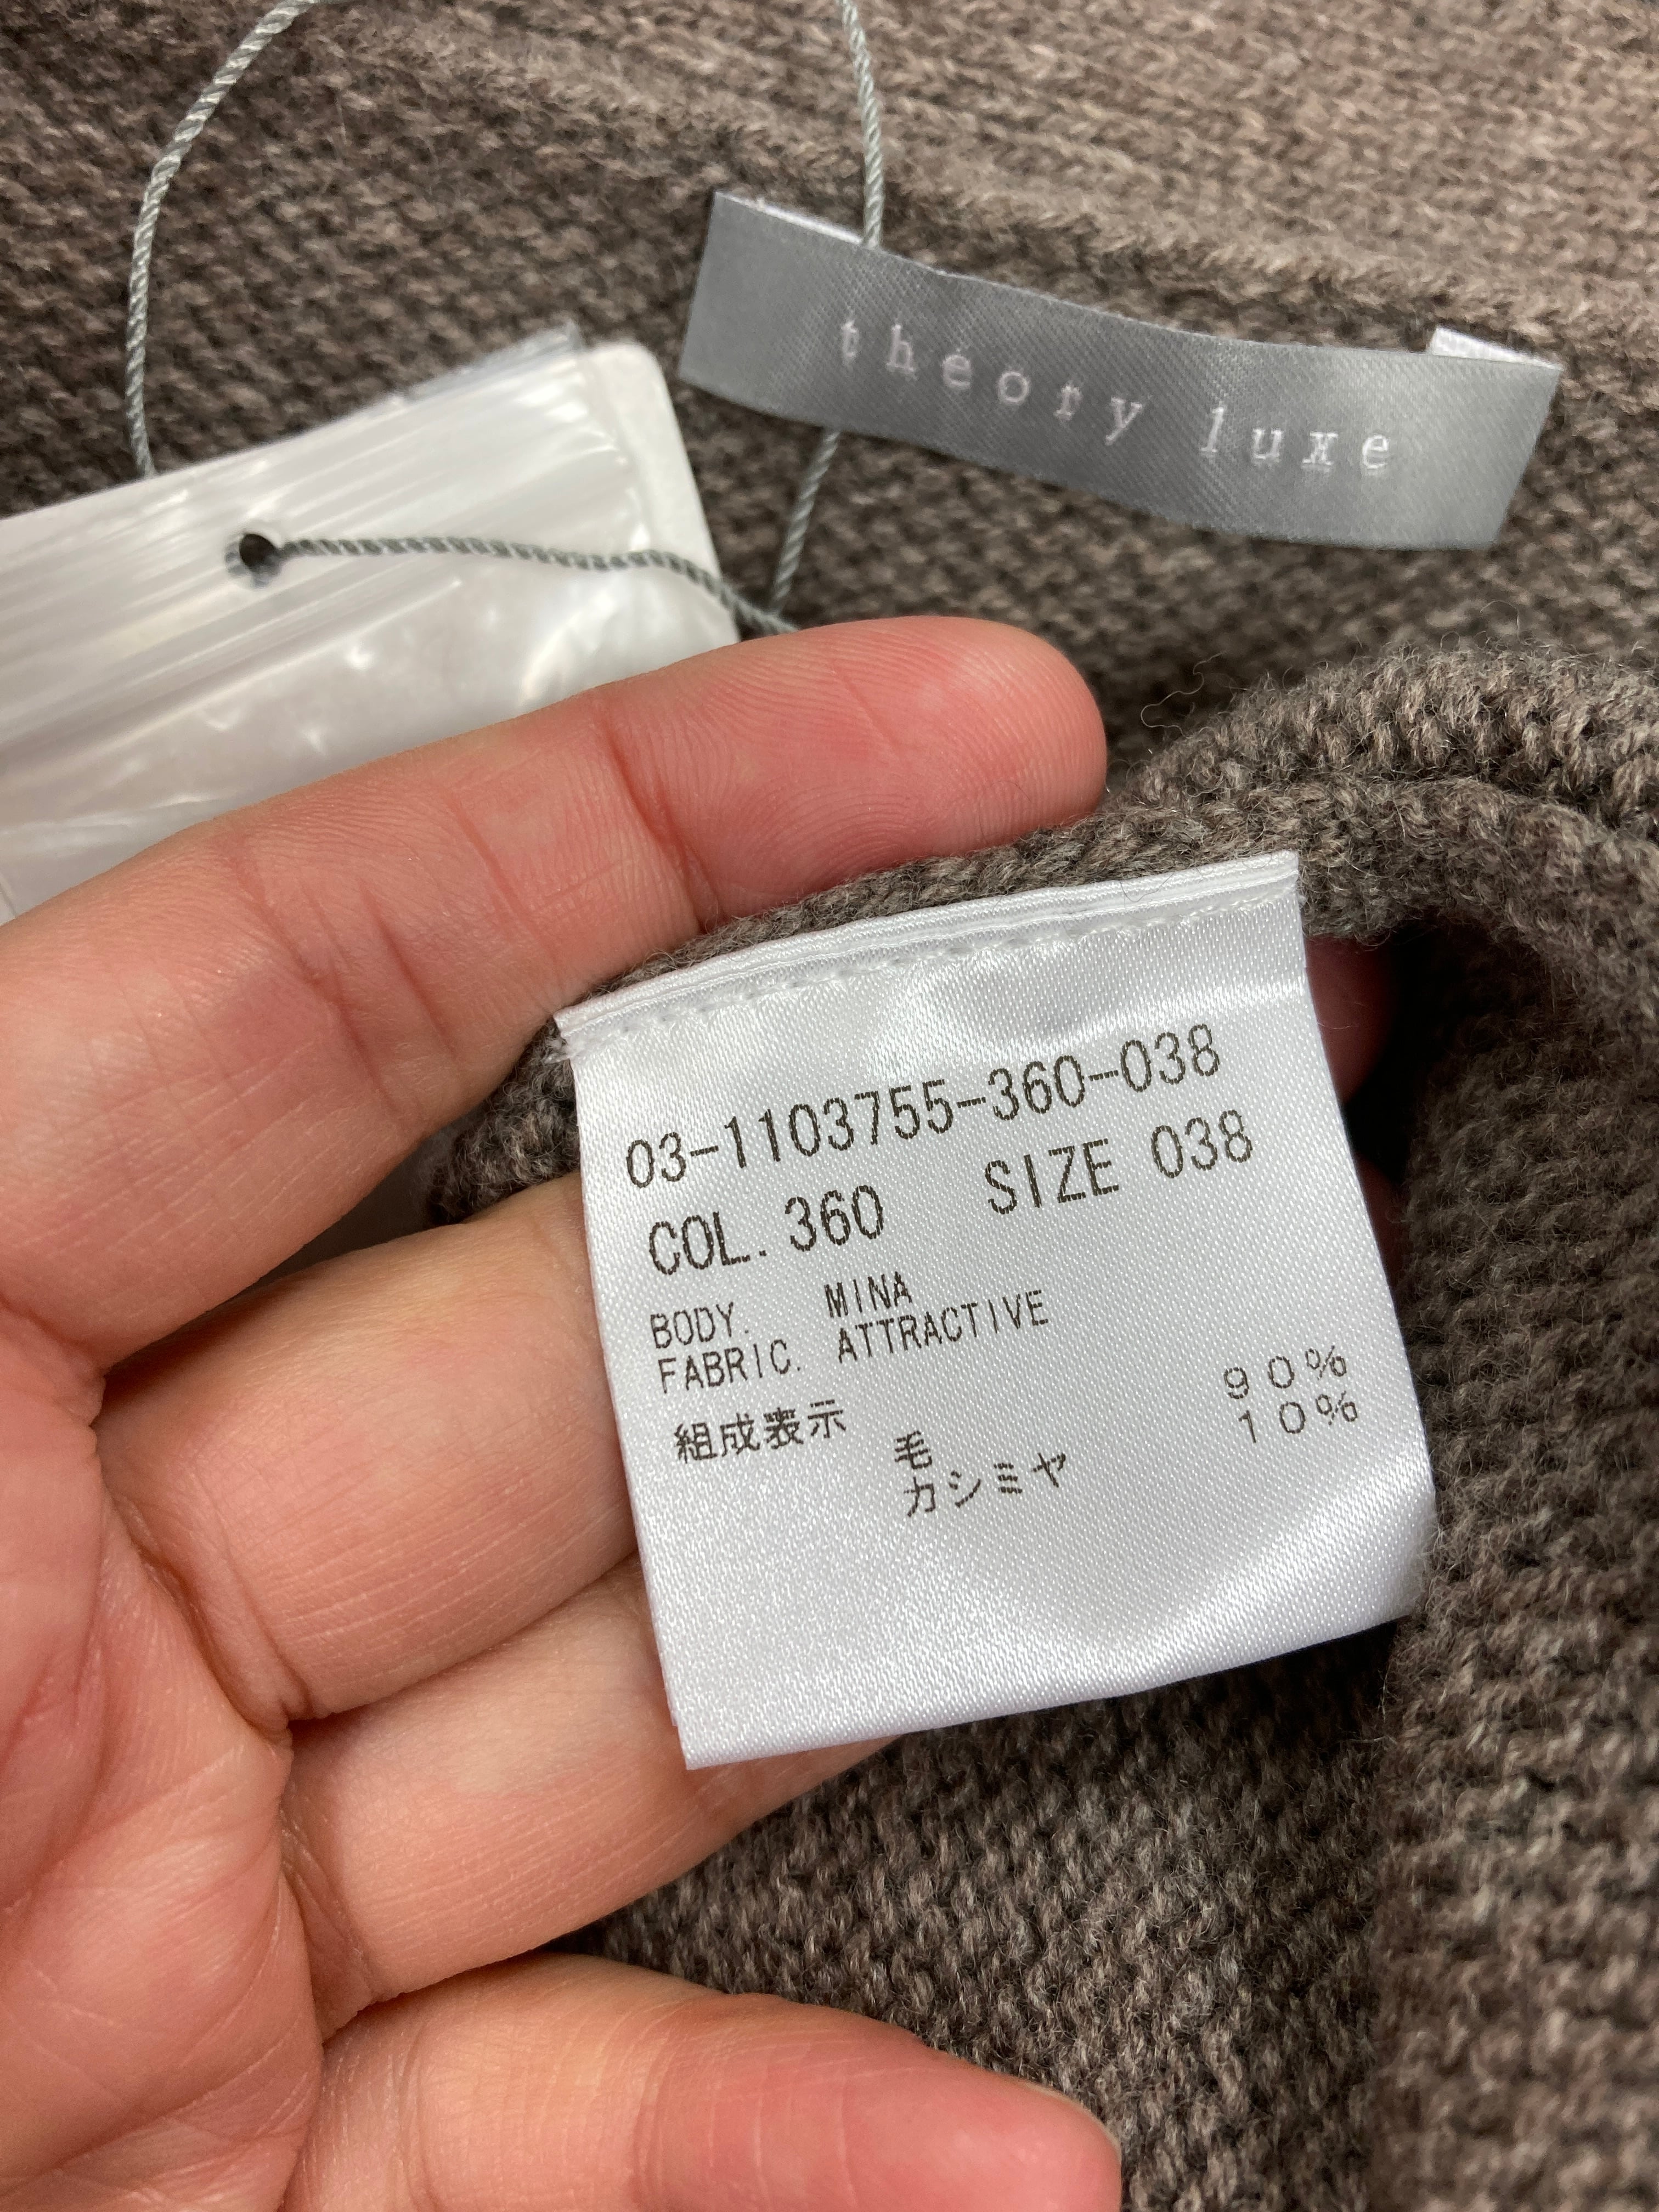 théory luxe
03-1103755-360-038
COL. 360 SIZE 038
BODY. MINA
FABRIC. ATTRACTIVE
組成表示
毛 90%
カシミヤ 10%